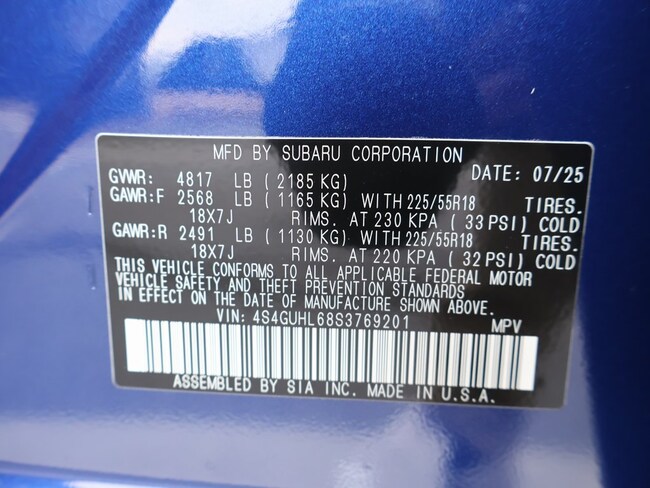 MFD BY SUBARU CORPORATION DATE: 07/25
GVWR: 4817 LB ( 2185 KG)
GAWR:F 2568 LB ( 1165 KG) WITH 225/55R18 TIRES.
18X7J RIMS. AT 230 KPA ( 33 PSI) COLD
GAWR:R 2491 LB ( 1130 KG) WITH 225/55R18 TIRES.
18X7J RIMS. AT 220 KPA ( 32 PSI) COLD
THIS VEHICLE CONFORMS TO ALL APPLICABLE FEDERAL MOTOR
VEHICLE SAFETY AND THEFT PREVENTION STANDARDS
IN EFFECT ON THE DATE OF MANUFACTURE SHOWN ABOVE.
VIN: 4S4GUHL68S3769201 MPV
ASSEMBLED BY SIA INC. MADE IN U.S.A.